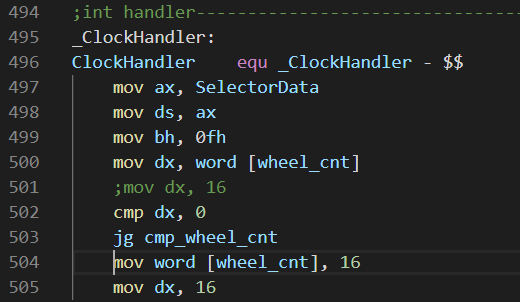 494 ;int handler--------------------------------
495 _ClockHandler:
496 ClockHandler    equ _ClockHandler - $$
497     mov ax, SelectorData
498     mov ds, ax
499     mov bh, 0fh
500     mov dx, word [wheel_cnt]
501     ;mov dx, 16
502     cmp dx, 0
503     jg cmp_wheel_cnt
504     mov word [wheel_cnt], 16
505     mov dx, 16